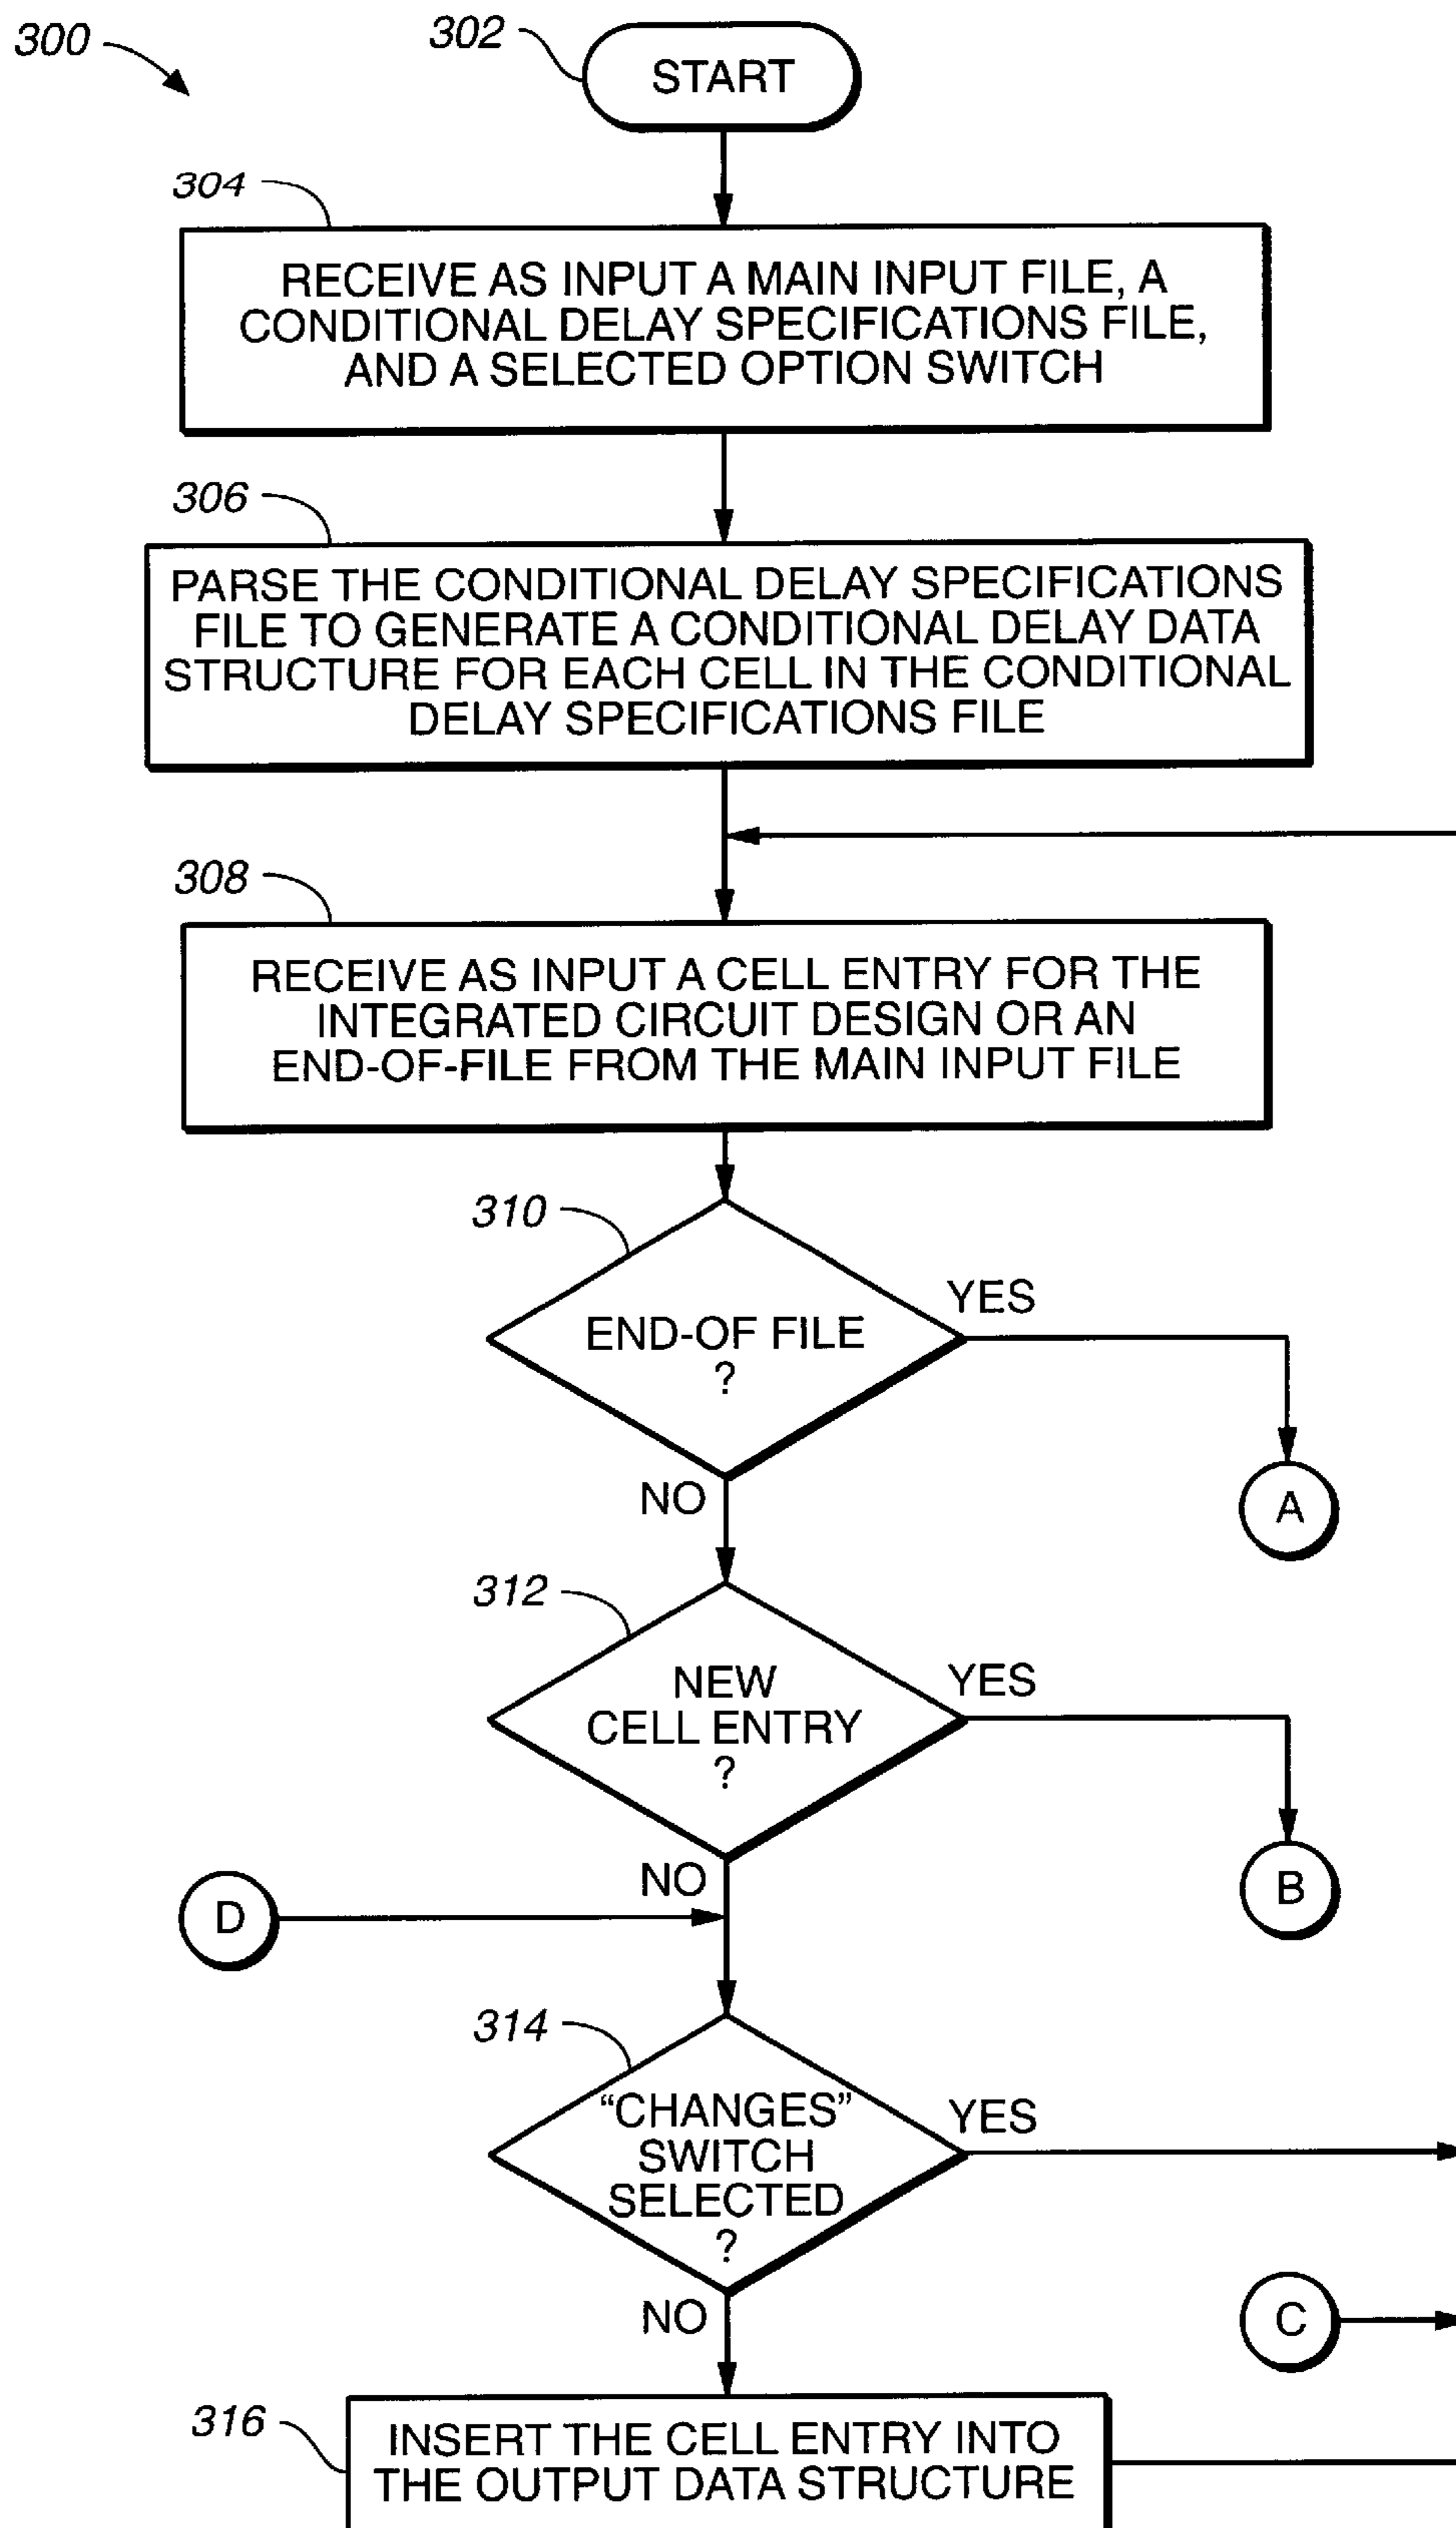 300
302
START
304
RECEIVE AS INPUT A MAIN INPUT FILE, A
CONDITIONAL DELAY SPECIFICATIONS FILE,
AND A SELECTED OPTION SWITCH
306
PARSE THE CONDITIONAL DELAY SPECIFICATIONS
FILE TO GENERATE A CONDITIONAL DELAY DATA
STRUCTURE FOR EACH CELL IN THE CONDITIONAL
DELAY SPECIFICATIONS FILE
308
RECEIVE AS INPUT A CELL ENTRY FOR THE
INTEGRATED CIRCUIT DESIGN OR AN
END-OF-FILE FROM THE MAIN INPUT FILE
310
END-OF FILE
?
YES
NO
A
312
NEW
CELL ENTRY
?
YES
NO
B
D
314
“CHANGES”
SWITCH
SELECTED
?
YES
NO
C
316
INSERT THE CELL ENTRY INTO
THE OUTPUT DATA STRUCTURE